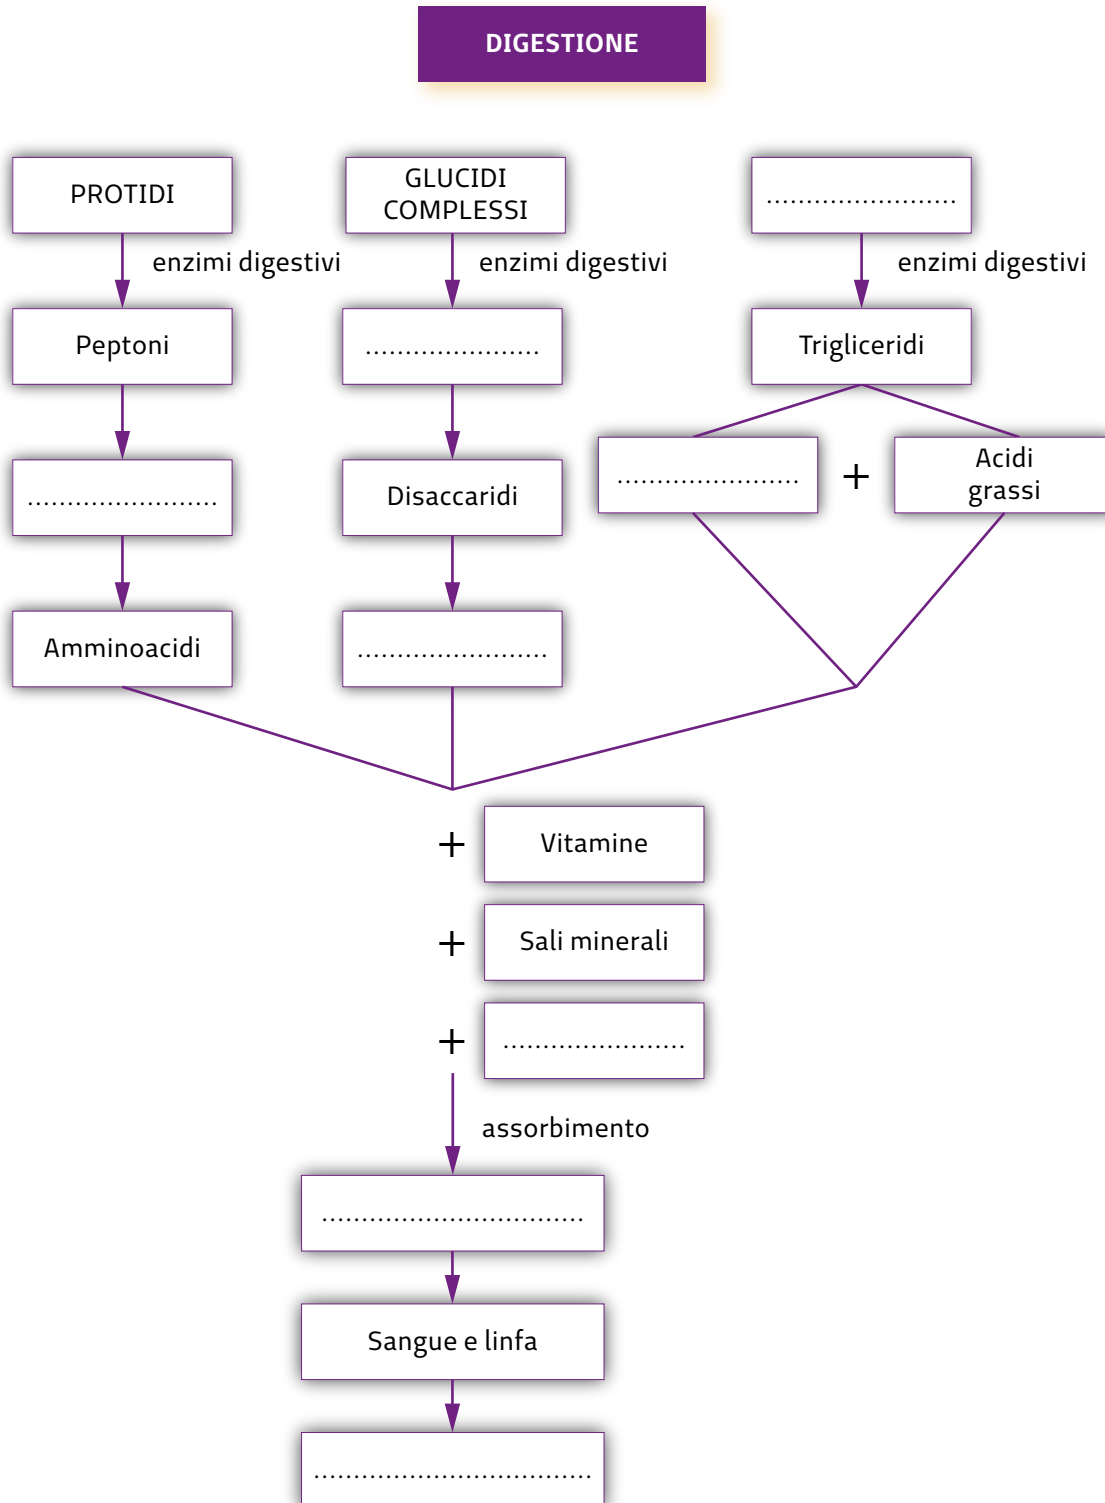 DIGESTIONE
PROTIDI
GLUCIDI
COMPLESSI
........................
enzimi digestivi
enzimi digestivi
enzimi digestivi
Peptoni
......................
Trigliceridi
........................
Disaccaridi
.......................
+
Acidi
grassi
Amminoacidi
........................
+
Vitamine
+
Sali minerali
+
.......................
assorbimento
.................................
Sangue e linfa
...................................